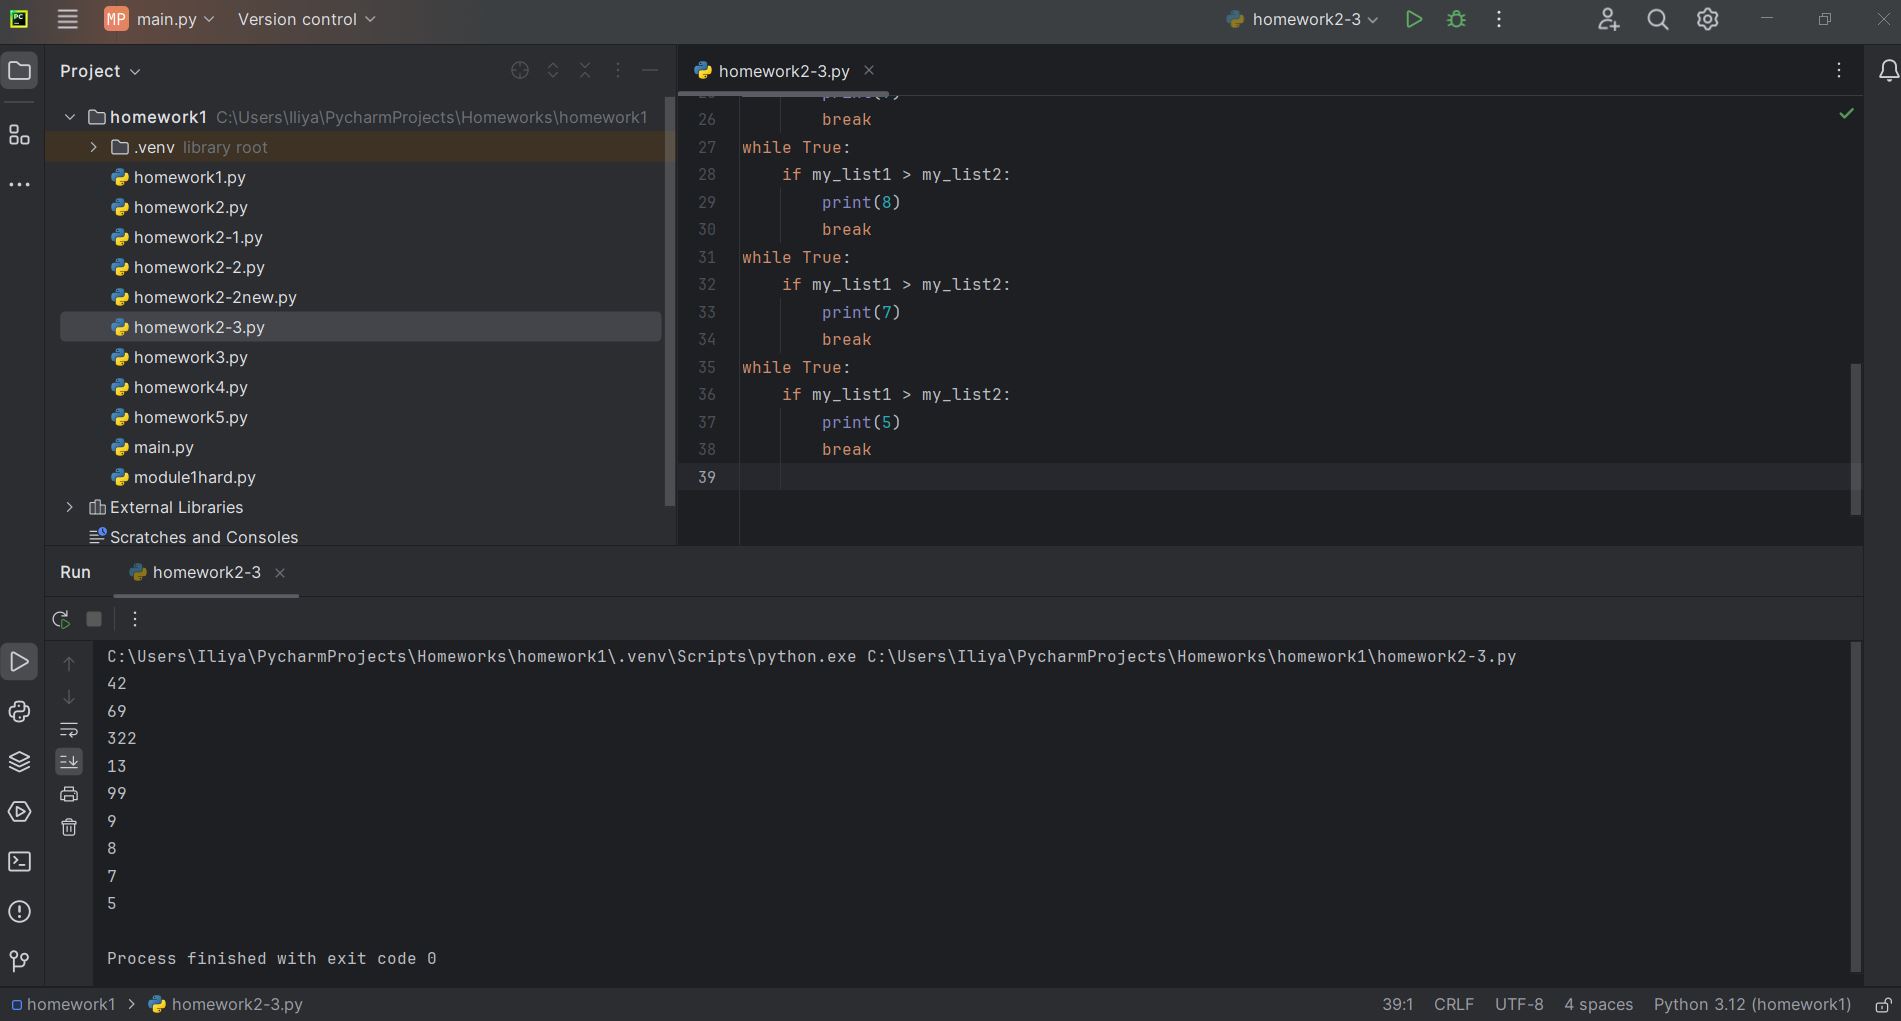 PC MP main.py Version control homework2-3
Project
homework2-3.py
homework1 C:\Users\Iliya\PycharmProjects\Homeworks\homework1
.venv library root
homework1.py
homework2.py
homework2-1.py
homework2-2.py
homework2-2new.py
homework2-3.py
homework3.py
homework4.py
homework5.py
main.py
module1hard.py
External Libraries
Scratches and Consoles
26 break
27 while True:
28 if my_list1 > my_list2:
29 print(8)
30 break
31 while True:
32 if my_list1 > my_list2:
33 print(7)
34 break
35 while True:
36 if my_list1 > my_list2:
37 print(5)
38 break
39
Run homework2-3
C:\Users\Iliya\PycharmProjects\Homeworks\homework1\.venv\Scripts\python.exe C:\Users\Iliya\PycharmProjects\Homeworks\homework1\homework2-3.py
42
69
322
13
99
9
8
7
5
Process finished with exit code 0
homework1 > homework2-3.py 39:1 CRLF UTF-8 4 spaces Python 3.12 (homework1)